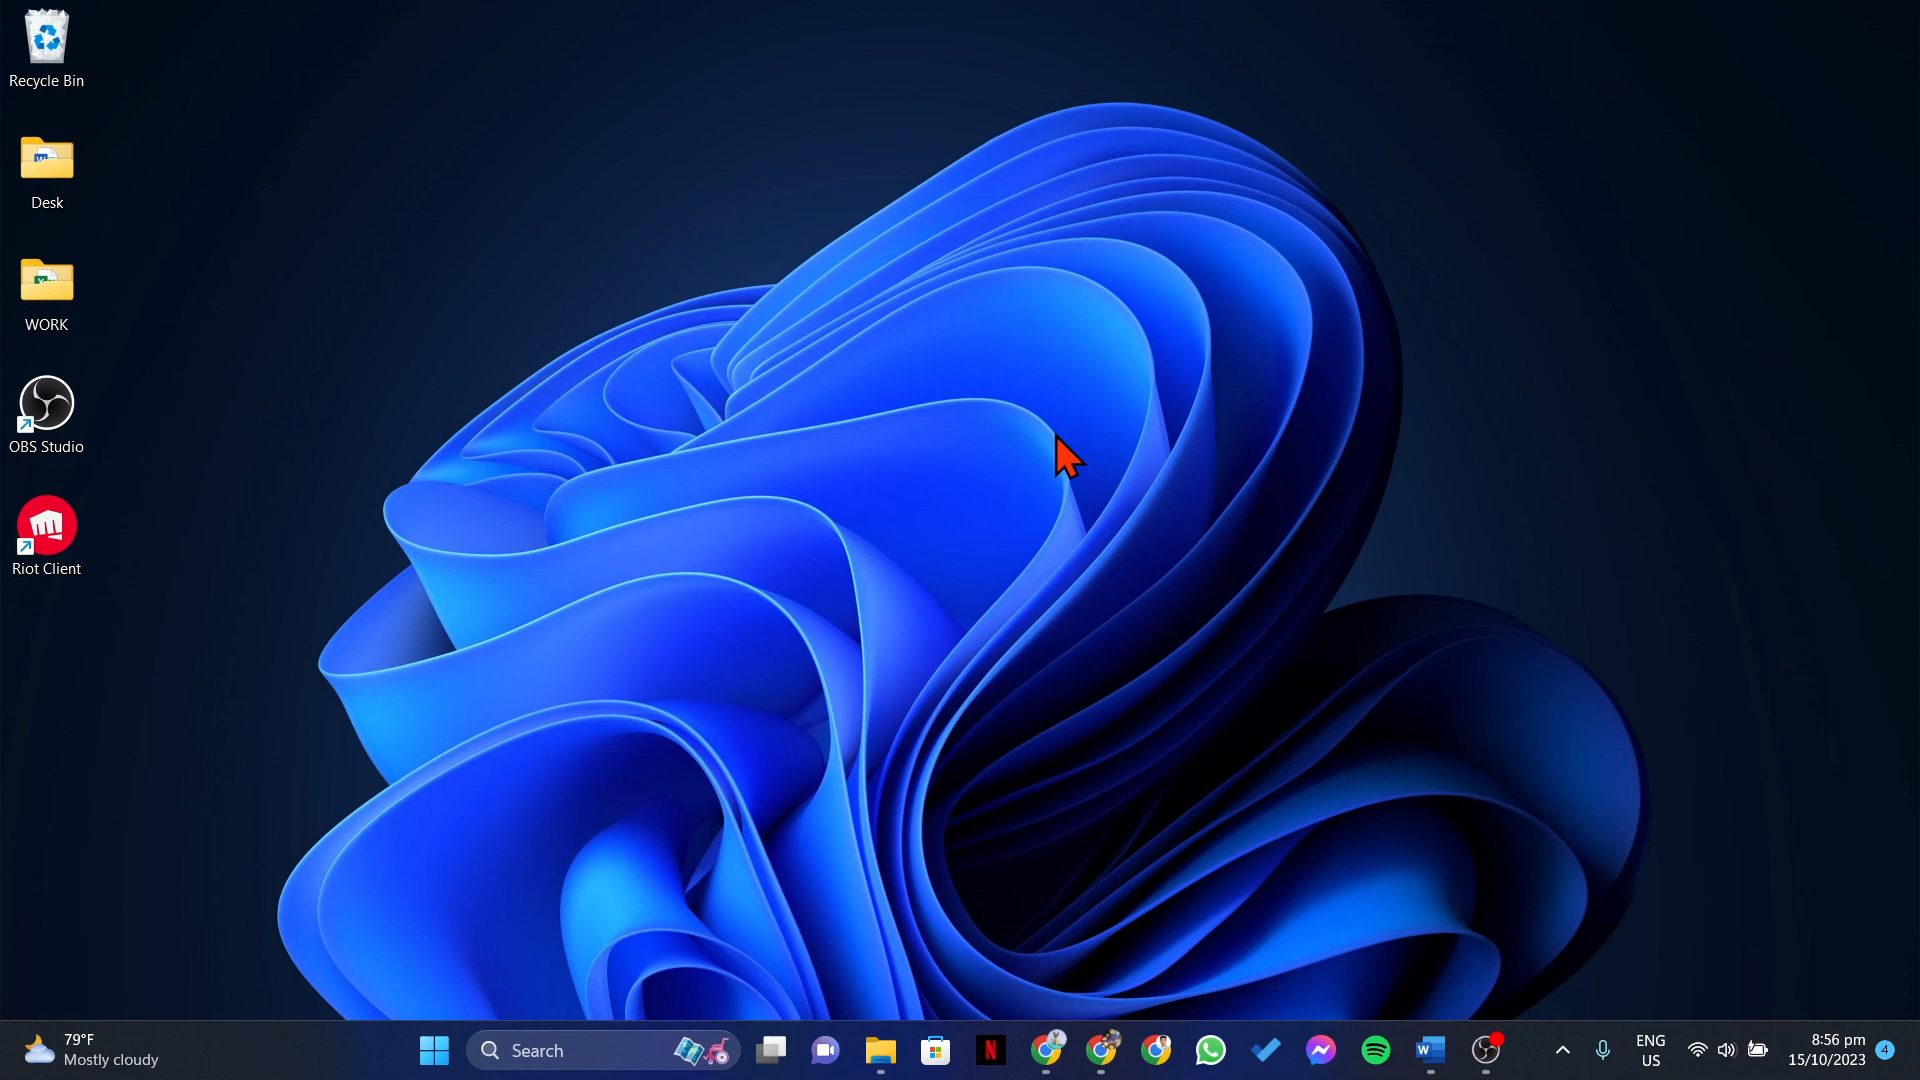 Recycle Bin
Desk
WORK
OBS Studio
Riot Client
79°F
Mostly cloudy
Search
ENG
US
8:56 pm
15/10/2023
4